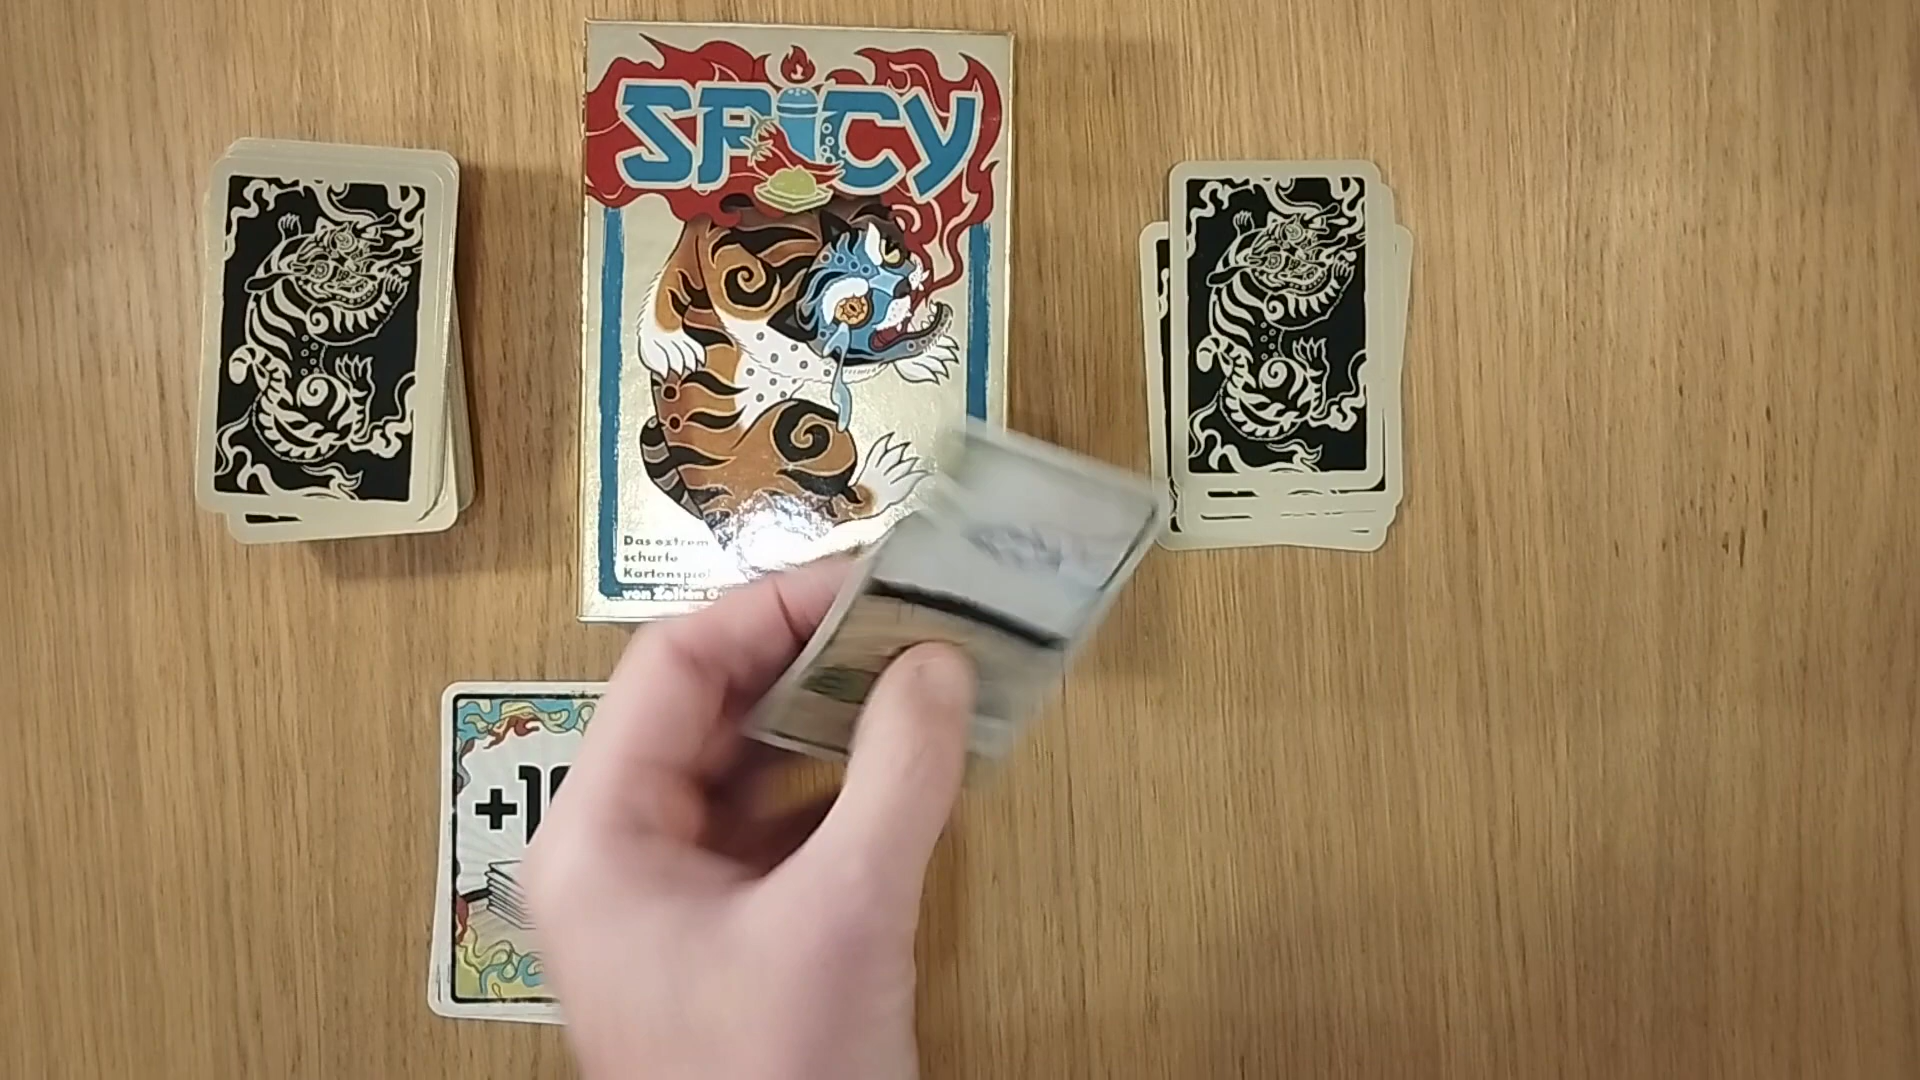 SPICY
Das extrem
scharfe
Kartenspiel
von Zoltán